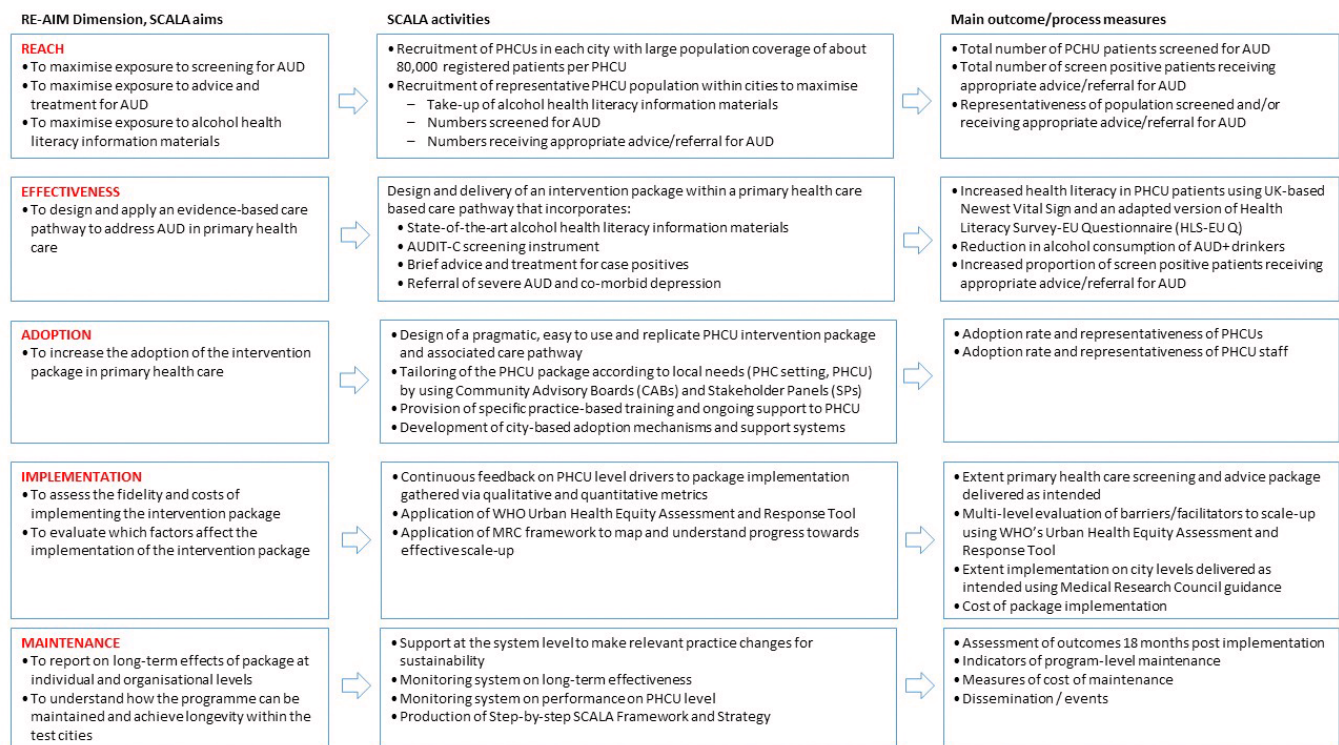 RE-AIM Dimension, SCALA aims
SCALA activities
Main outcome/process measures
REACH
• To maximise exposure to screening for AUD
• To maximise exposure to advice and
treatment for AUD
• To maximise exposure to alcohol health
literacy information materials
• Recruitment of PHCUs in each city with large population coverage of about
80,000 registered patients per PHCU
• Recruitment of representative PHCU population within cities to maximise
– Take-up of alcohol health literacy information materials
– Numbers screened for AUD
– Numbers receiving appropriate advice/referral for AUD
• Total number of PCHU patients screened for AUD
• Total number of screen positive patients receiving
appropriate advice/referral for AUD
• Representativeness of population screened and/or
receiving appropriate advice/referral for AUD
EFFECTIVENESS
• To design and apply an evidence-based care
pathway to address AUD in primary health
care
Design and delivery of an intervention package within a primary health care
based care pathway that incorporates:
• State-of-the-art alcohol health literacy information materials
• AUDIT-C screening instrument
• Brief advice and treatment for case positives
• Referral of severe AUD and co-morbid depression
• Increased health literacy in PHCU patients using UK-based
Newest Vital Sign and an adapted version of Health
Literacy Survey-EU Questionnaire (HLS-EU Q)
• Reduction in alcohol consumption of AUD+ drinkers
• Increased proportion of screen positive patients receiving
appropriate advice/referral for AUD
ADOPTION
• To increase the adoption of the intervention
package in primary health care
• Design of a pragmatic, easy to use and replicate PHCU intervention package
and associated care pathway
• Tailoring of the PHCU package according to local needs (PHC setting, PHCU)
by using Community Advisory Boards (CABs) and Stakeholder Panels (SPs)
• Provision of specific practice-based training and ongoing support to PHCU
• Development of city-based adoption mechanisms and support systems
• Adoption rate and representativeness of PHCUs
• Adoption rate and representativeness of PHCU staff
IMPLEMENTATION
• To assess the fidelity and costs of
implementing the intervention package
• To evaluate which factors affect the
implementation of the intervention package
• Continuous feedback on PHCU level drivers to package implementation
gathered via qualitative and quantitative metrics
• Application of WHO Urban Health Equity Assessment and Response Tool
• Application of MRC framework to map and understand progress towards
effective scale-up
• Extent primary health care screening and advice package
delivered as intended
• Multi-level evaluation of barriers/facilitators to scale-up
using WHO's Urban Health Equity Assessment and
Response Tool
• Extent implementation on city levels delivered as
intended using Medical Research Council guidance
• Cost of package implementation
MAINTENANCE
• To report on long-term effects of package at
individual and organisational levels
• To understand how the programme can be
maintained and achieve longevity within the
test cities
• Support at the system level to make relevant practice changes for
sustainability
• Monitoring system on long-term effectiveness
• Monitoring system on performance on PHCU level
• Production of Step-by-step SCALA Framework and Strategy
• Assessment of outcomes 18 months post implementation
• Indicators of program-level maintenance
• Measures of cost of maintenance
• Dissemination / events